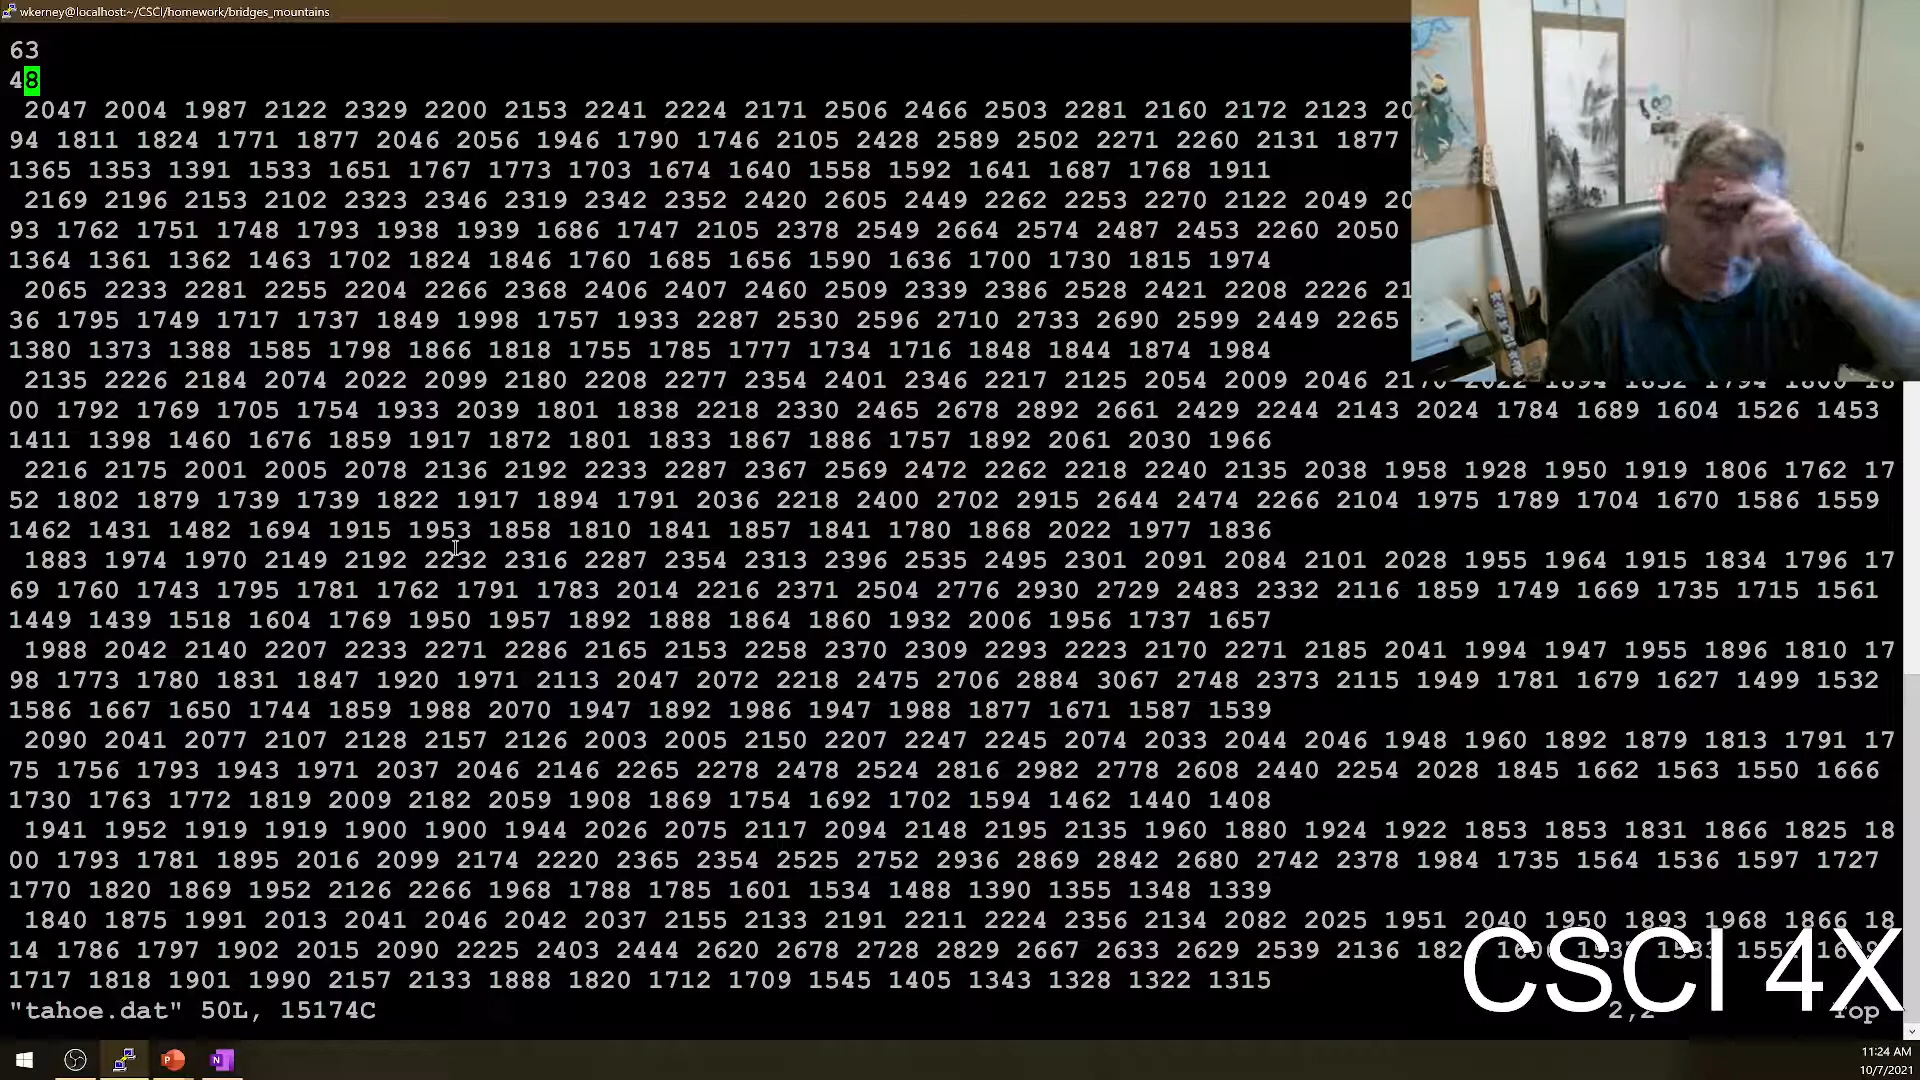 wkerney@localhost:~/CSCI/homework/bridges_mountains
63
48
2047 2004 1987 2122 2329 2200 2153 2241 2224 2171 2506 2466 2503 2281 2160 2172 2123 20
94 1811 1824 1771 1877 2046 2056 1946 1790 1746 2105 2428 2589 2502 2271 2260 2131 1877
1365 1353 1391 1533 1651 1767 1773 1703 1674 1640 1558 1592 1641 1687 1768 1911
2169 2196 2153 2102 2323 2346 2319 2342 2352 2420 2605 2449 2262 2253 2270 2122 2049 20
93 1762 1751 1748 1793 1938 1939 1686 1747 2105 2378 2549 2664 2574 2487 2453 2260 2050
1364 1361 1362 1463 1702 1824 1846 1760 1685 1656 1590 1636 1700 1730 1815 1974
2065 2233 2281 2255 2204 2266 2368 2406 2407 2460 2509 2339 2386 2528 2421 2208 2226 21
36 1795 1749 1717 1737 1849 1998 1757 1933 2287 2530 2596 2710 2733 2690 2599 2449 2265
1380 1373 1388 1585 1798 1866 1818 1755 1785 1777 1734 1716 1848 1844 1874 1984
2135 2226 2184 2074 2022 2099 2180 2208 2277 2354 2401 2346 2217 2125 2054 2009 2046
00 1792 1769 1705 1754 1933 2039 1801 1838 2218 2330 2465 2678 2892 2661 2429 2244 2143 2024 1784 1689 1604 1526 1453
1411 1398 1460 1676 1859 1917 1872 1801 1833 1867 1886 1757 1892 2061 2030 1966
2216 2175 2001 2005 2078 2136 2192 2233 2287 2367 2569 2472 2262 2218 2240 2135 2038 1958 1928 1950 1919 1806 1762 17
52 1802 1879 1739 1739 1822 1917 1894 1791 2036 2218 2400 2702 2915 2644 2474 2266 2104 1975 1789 1704 1670 1586 1559
1462 1431 1482 1694 1915 1953 1858 1810 1841 1857 1841 1780 1868 2022 1977 1836
1883 1974 1970 2149 2192 2232 2316 2287 2354 2313 2396 2535 2495 2301 2091 2084 2101 2028 1955 1964 1915 1834 1796 17
69 1760 1743 1795 1781 1762 1791 1783 2014 2216 2371 2504 2776 2930 2729 2483 2332 2116 1859 1749 1669 1735 1715 1561
1449 1439 1518 1604 1769 1950 1957 1892 1888 1864 1860 1932 2006 1956 1737 1657
1988 2042 2140 2207 2233 2271 2286 2165 2153 2258 2370 2309 2293 2223 2170 2271 2185 2041 1994 1947 1955 1896 1810 17
98 1773 1780 1831 1847 1920 1971 2113 2047 2072 2218 2475 2706 2884 3067 2748 2373 2115 1949 1781 1679 1627 1499 1532
1586 1667 1650 1744 1859 1988 2070 1947 1892 1986 1947 1988 1877 1671 1587 1539
2090 2041 2077 2107 2128 2157 2126 2003 2005 2150 2207 2247 2245 2074 2033 2044 2046 1948 1960 1892 1879 1813 1791 17
75 1756 1793 1943 1971 2037 2046 2146 2265 2278 2478 2524 2816 2982 2778 2608 2440 2254 2028 1845 1662 1563 1550 1666
1730 1763 1772 1819 2009 2182 2059 1908 1869 1754 1692 1702 1594 1462 1440 1408
1941 1952 1919 1919 1900 1900 1944 2026 2075 2117 2094 2148 2195 2135 1960 1880 1924 1922 1853 1853 1831 1866 1825 18
00 1793 1781 1895 2016 2099 2174 2220 2365 2354 2525 2752 2936 2869 2842 2680 2742 2378 1984 1735 1564 1536 1597 1727
1770 1820 1869 1952 2126 2266 1968 1788 1785 1601 1534 1488 1390 1355 1348 1339
1840 1875 1991 2013 2041 2046 2042 2037 2155 2133 2191 2211 2224 2356 2134 2082 2025 1951 2040 1950 1893 1968 1866 18
14 1786 1797 1902 2015 2090 2225 2403 2444 2620 2678 2728 2829 2667 2633 2629 2539 2136
1717 1818 1901 1990 2157 2133 1888 1820 1712 1709 1545 1405 1343 1328 1322 1315
"tahoe.dat" 50L, 15174C
CSCI 4X
11:24 AM
10/7/2021